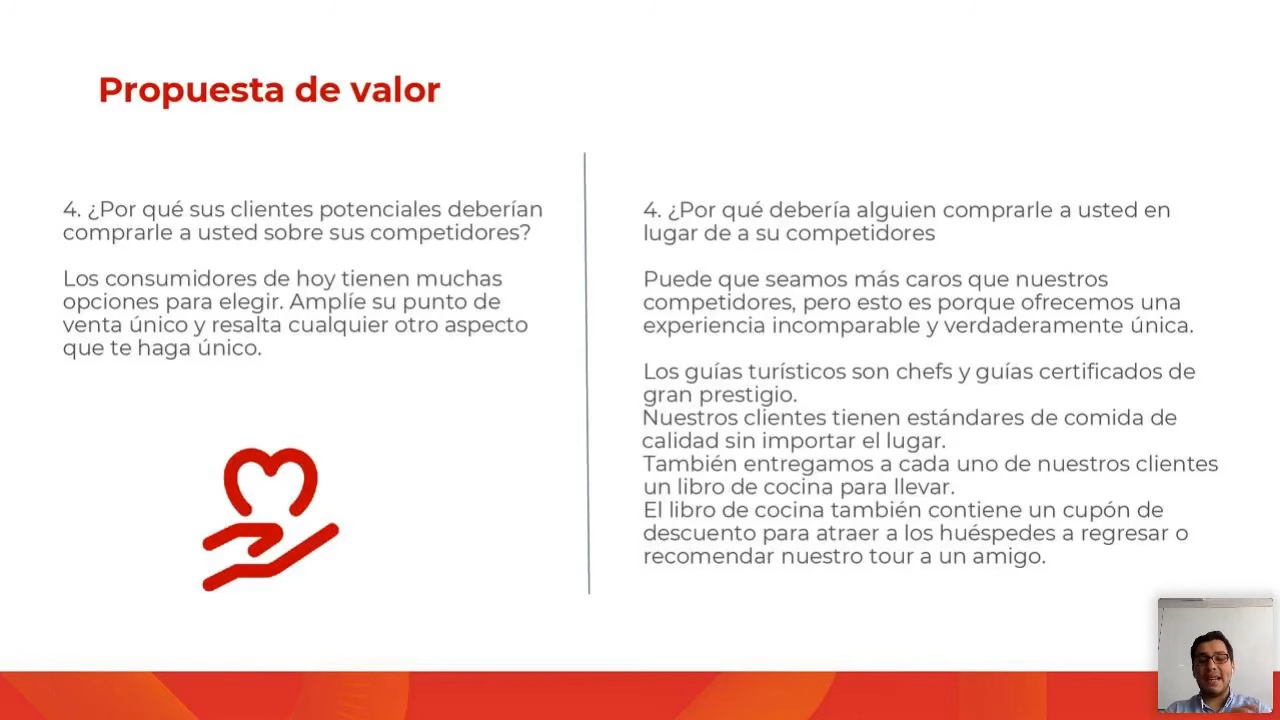 Propuesta de valor
4. ¿Por qué sus clientes potenciales deberían
comprarle a usted sobre sus competidores?
Los consumidores de hoy tienen muchas
opciones para elegir. Amplíe su punto de
venta único y resalta cualquier otro aspecto
que te haga único.
4. ¿Por qué debería alguien comprarle a usted en
lugar de a su competidores
Puede que seamos más caros que nuestros
competidores, pero esto es porque ofrecemos una
experiencia incomparable y verdaderamente única.
Los guías turísticos son chefs y guías certificados de
gran prestigio.
Nuestros clientes tienen estándares de comida de
calidad sin importar el lugar.
También entregamos a cada uno de nuestros clientes
un libro de cocina para llevar.
El libro de cocina también contiene un cupón de
descuento para atraer a los huéspedes a regresar o
recomendar nuestro tour a un amigo.